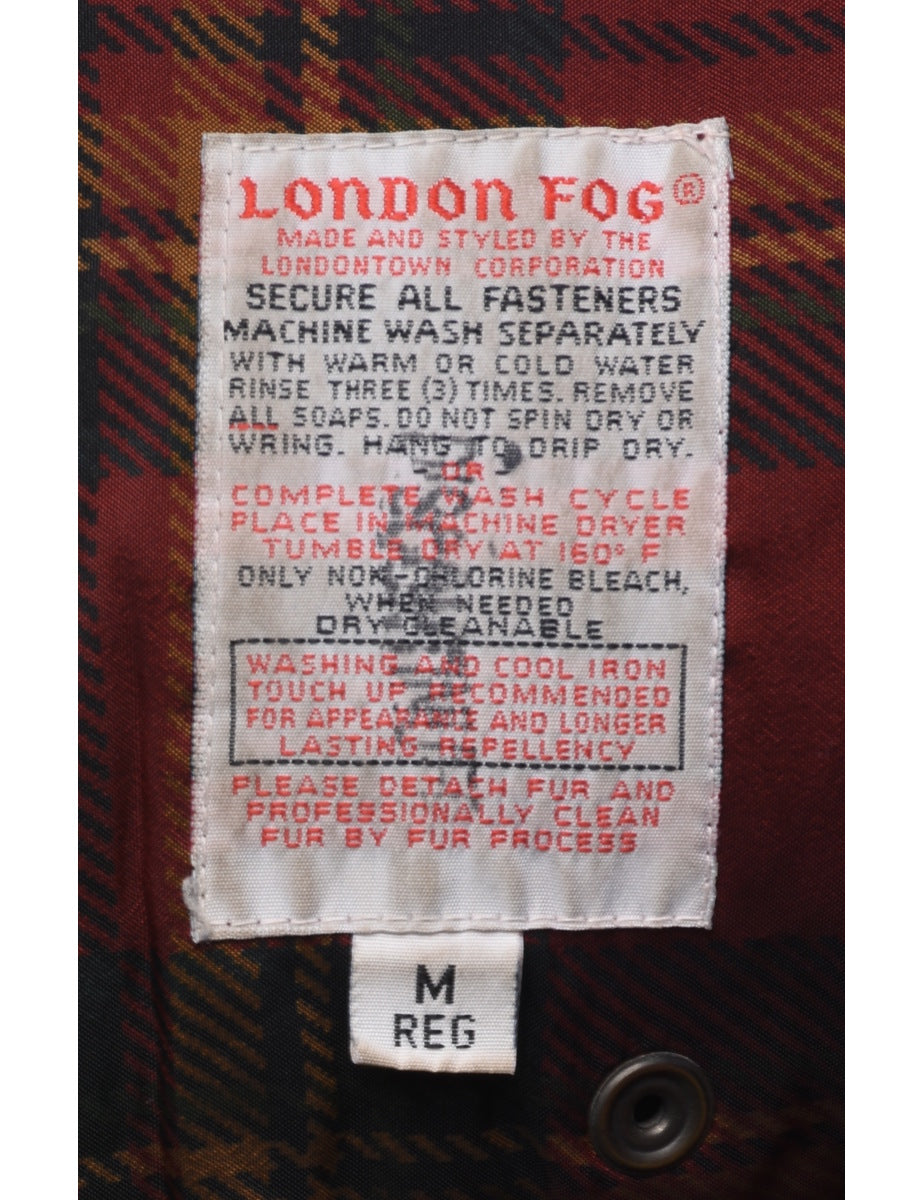 LONDON FOG®
MADE AND STYLED BY THE
LONDONTOWN CORPORATION
SECURE ALL FASTENERS
MACHINE WASH SEPARATELY
WITH WARM OR COLD WATER
RINSE THREE (3) TIMES. REMOVE
ALL SOAPS. DO NOT SPIN DRY OR
WRING. HANG TO DRIP DRY.
OR
COMPLETE WASH CYCLE
PLACE IN MACHINE DRYER
TUMBLE DRY AT 160° F
ONLY NON-CHLORINE BLEACH,
WHEN NEEDED
DRY CLEANABLE
WASHING AND COOL IRON
TOUCH UP RECOMMENDED
FOR APPEARANCE AND LONGER
LASTING REPELLENCY
PLEASE DETACH FUR AND
PROFESSIONALLY CLEAN
FUR BY FUR PROCESS
M
REG